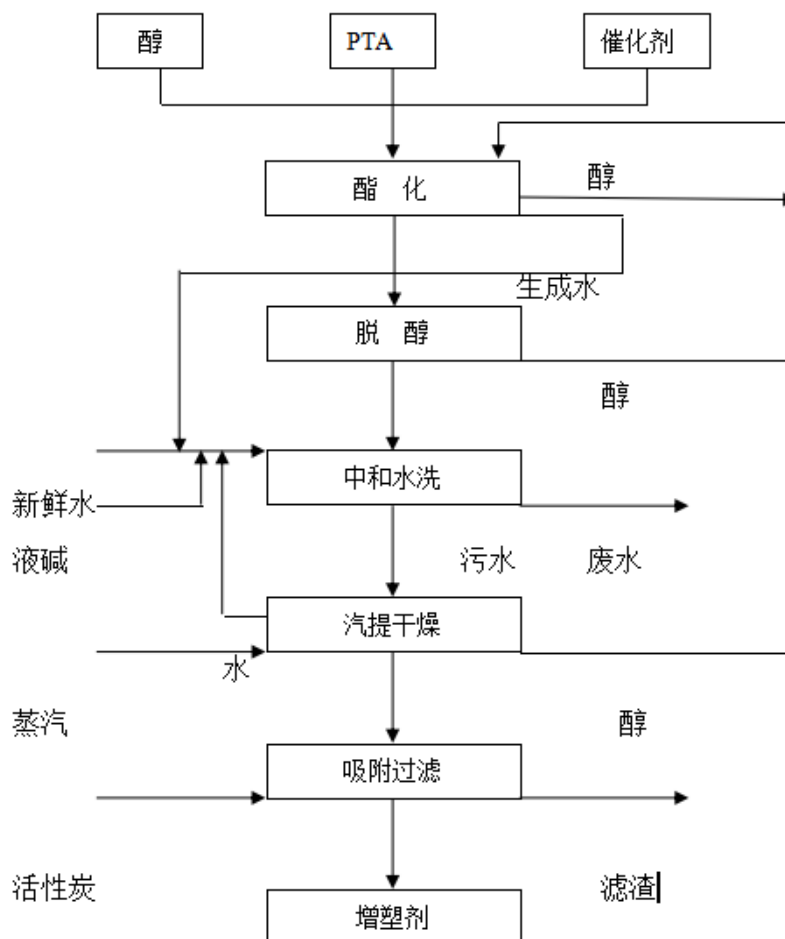 醇 PTA 催化剂
酯 化
醇
生成水
脱 醇
醇
中和水洗
新鲜水
液碱 污水 废水
汽提干燥
水
蒸汽 醇
吸附过滤
活性炭 滤渣
增塑剂